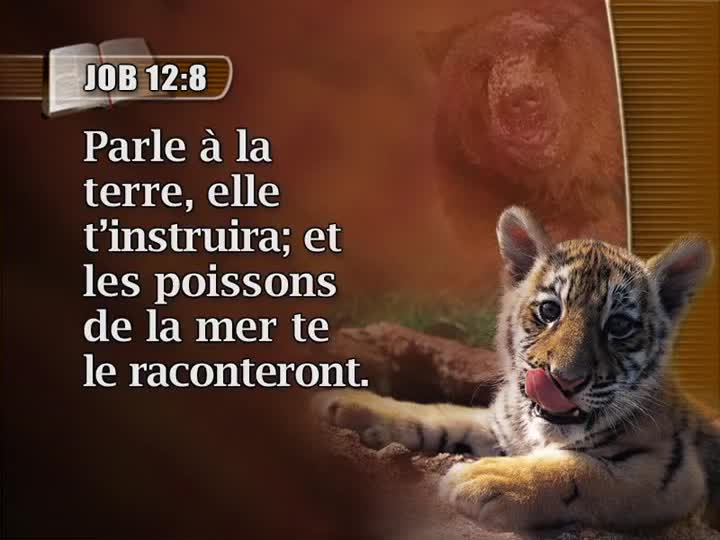 JOB 12:8
Parle à la
terre, elle
t’instruira; et
les poissons
de la mer te
le raconteront.